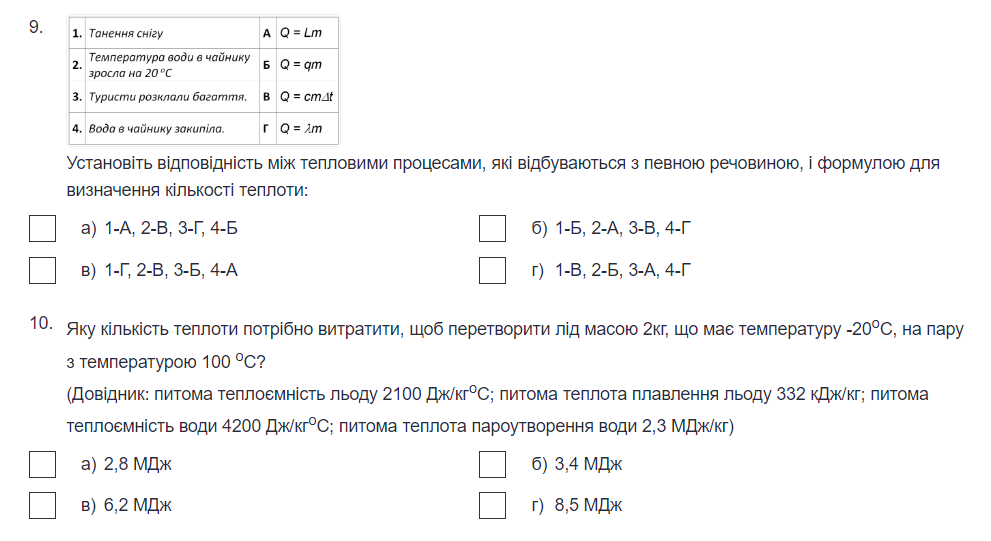 9.
1. Танення снігу А Q = Lm
2. Температура води в чайнику зросла на 20 °C Б Q = qm
3. Туристи розклали багаття. В Q = cmΔt
4. Вода в чайнику закипіла. Г Q = λm
Установіть відповідність між тепловими процесами, які відбуваються з певною речовиною, і формулою для
визначення кількості теплоти:
а) 1-А, 2-В, 3-Г, 4-Б б) 1-Б, 2-А, 3-В, 4-Г
в) 1-Г, 2-В, 3-Б, 4-А г) 1-В, 2-Б, 3-А, 4-Г
10. Яку кількість теплоти потрібно витратити, щоб перетворити лід масою 2кг, що має температуру -20⁰С, на пару
з температурою 100 ⁰С?
(Довідник: питома теплоємність льоду 2100 Дж/кг⁰С; питома теплота плавлення льоду 332 кДж/кг; питома
теплоємність води 4200 Дж/кг⁰С; питома теплота пароутворення води 2,3 МДж/кг)
а) 2,8 МДж б) 3,4 МДж
в) 6,2 МДж г) 8,5 МДж